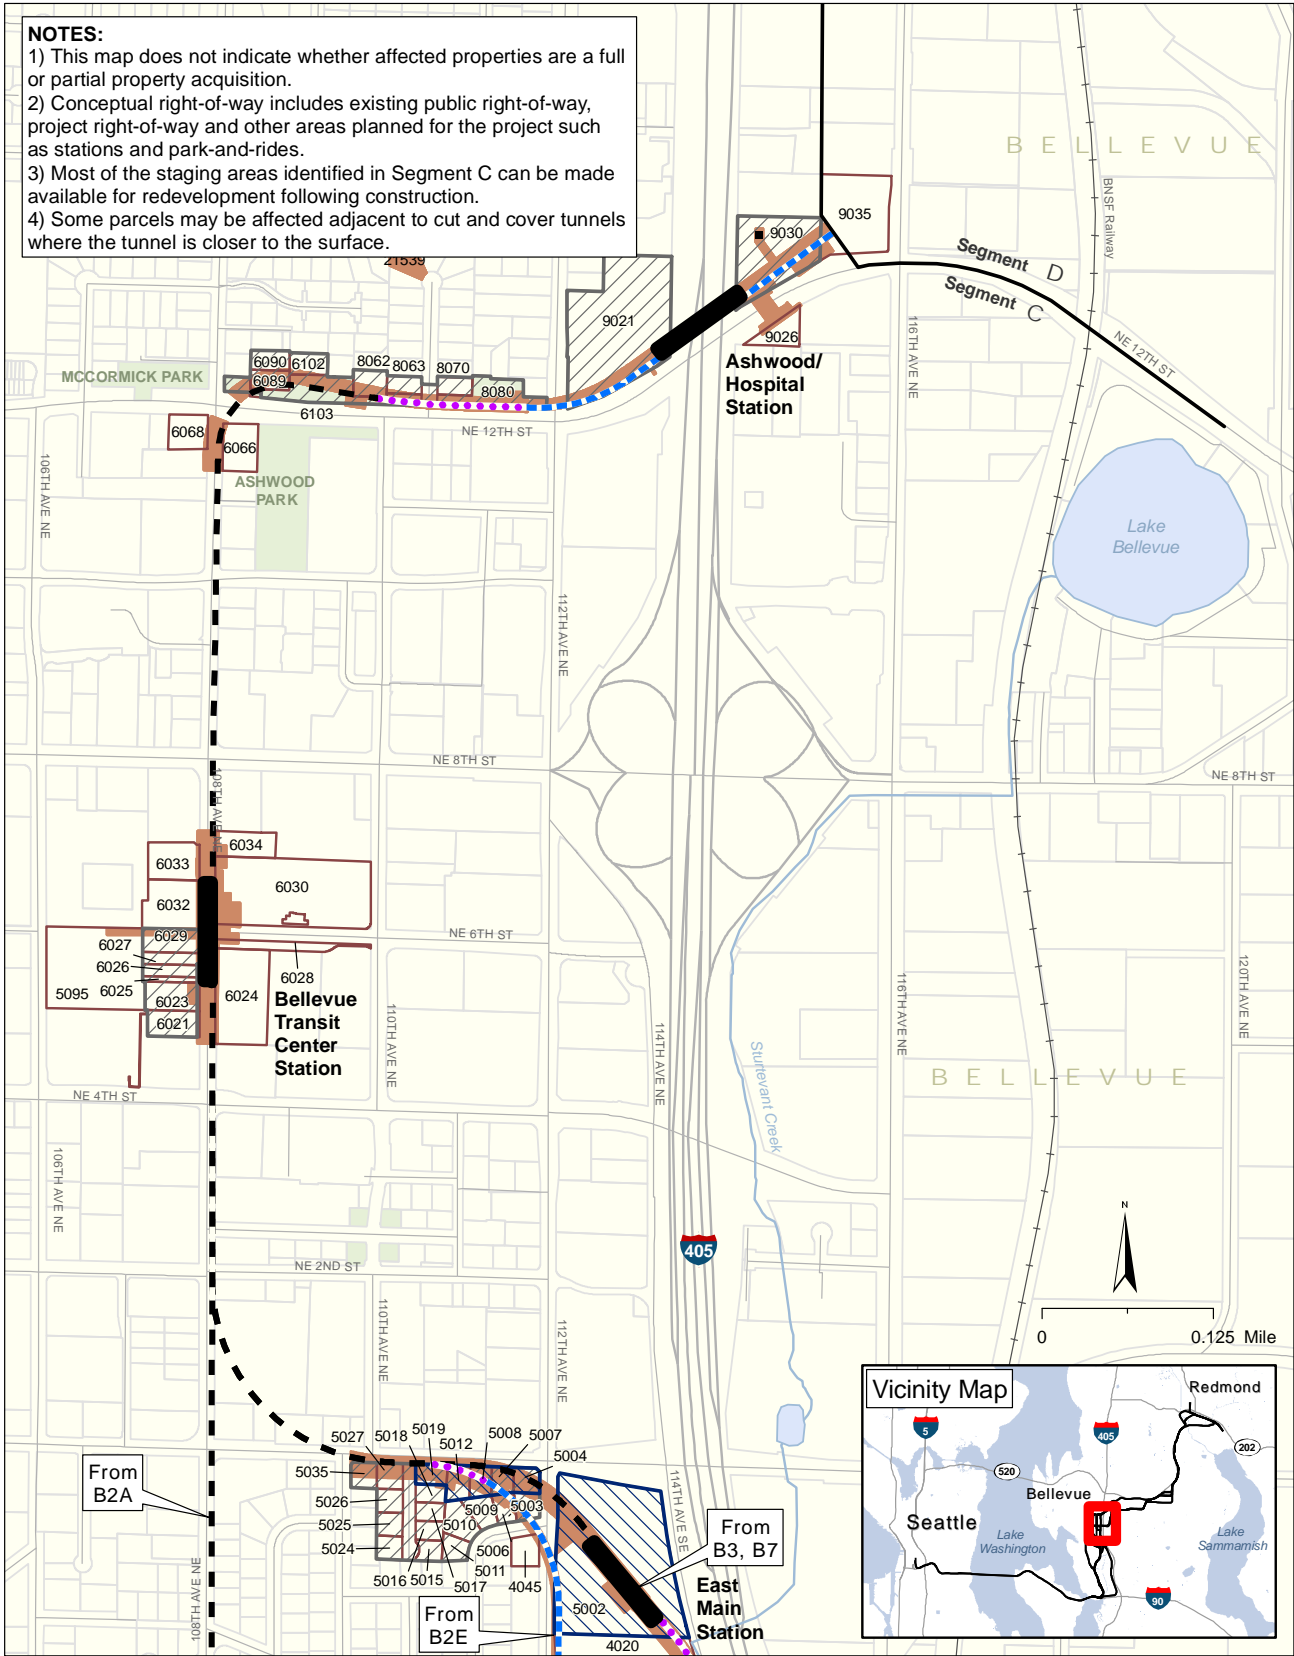 NOTES:
1) This map does not indicate whether affected properties are a full
or partial property acquisition.
2) Conceptual right-of-way includes existing public right-of-way,
project right-of-way and other areas planned for the project such
as stations and park-and-rides.
3) Most of the staging areas identified in Segment C can be made
available for redevelopment following construction.
4) Some parcels may be affected adjacent to cut and cover tunnels
where the tunnel is closer to the surface.
21539
BELLEVUE
BNSF Railway
9035
9030
Segment D
Segment C
9021
9026
116TH AVE NE
NE 12TH ST
Ashwood/
Hospital
Station
MCCORMICK PARK
6090
6102
8062
8063
8070
6089
8080
6103
NE 12TH ST
6068
6066
106TH AVE NE
ASHWOOD
PARK
Lake
Bellevue
112TH AVE NE
NE 8TH ST
NE 8TH ST
108TH AVE NE
6034
6033
6030
6032
6029
NE 6TH ST
6027
6026
6028
6025
5095
6023
6024
6021
Bellevue
Transit
Center
Station
110TH AVE NE
114TH AVE NE
116TH AVE NE
120TH AVE NE
Sturtevant Creek
BELLEVUE
NE 4TH ST
106TH AVE NE
405
N
NE 2ND ST
110TH AVE NE
112TH AVE NE
0
0.125 Mile
From
B2A
5027
5018
5019
5012
5008
5007
5004
5035
5026
5025
5024
5009
5003
5010
5006
5011
5016
5015
5017
4045
114TH AVE SE
From
B3, B7
East
Main
Station
5002
4020
From
B2E
108TH AVE NE
Vicinity Map
Redmond
5
405
202
520
Bellevue
Seattle
Lake
Washington
Lake
Sammamish
90